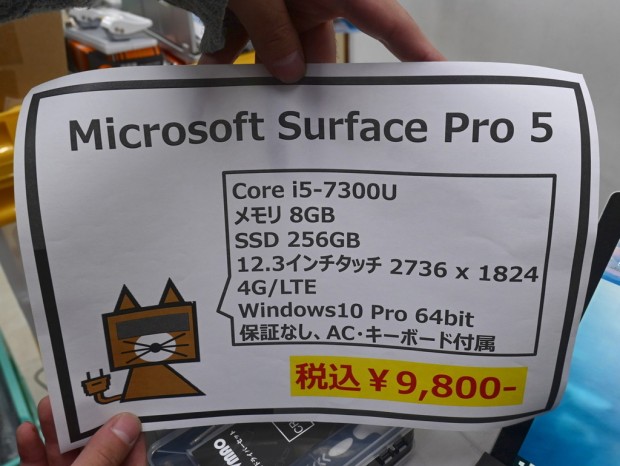 Microsoft Surface Pro 5
Core i5-7300U
メモリ 8GB
SSD 256GB
12.3インチタッチ 2736 x 1824
4G/LTE
Windows10 Pro 64bit
保証なし、AC・キーボード付属
税込￥9,800-